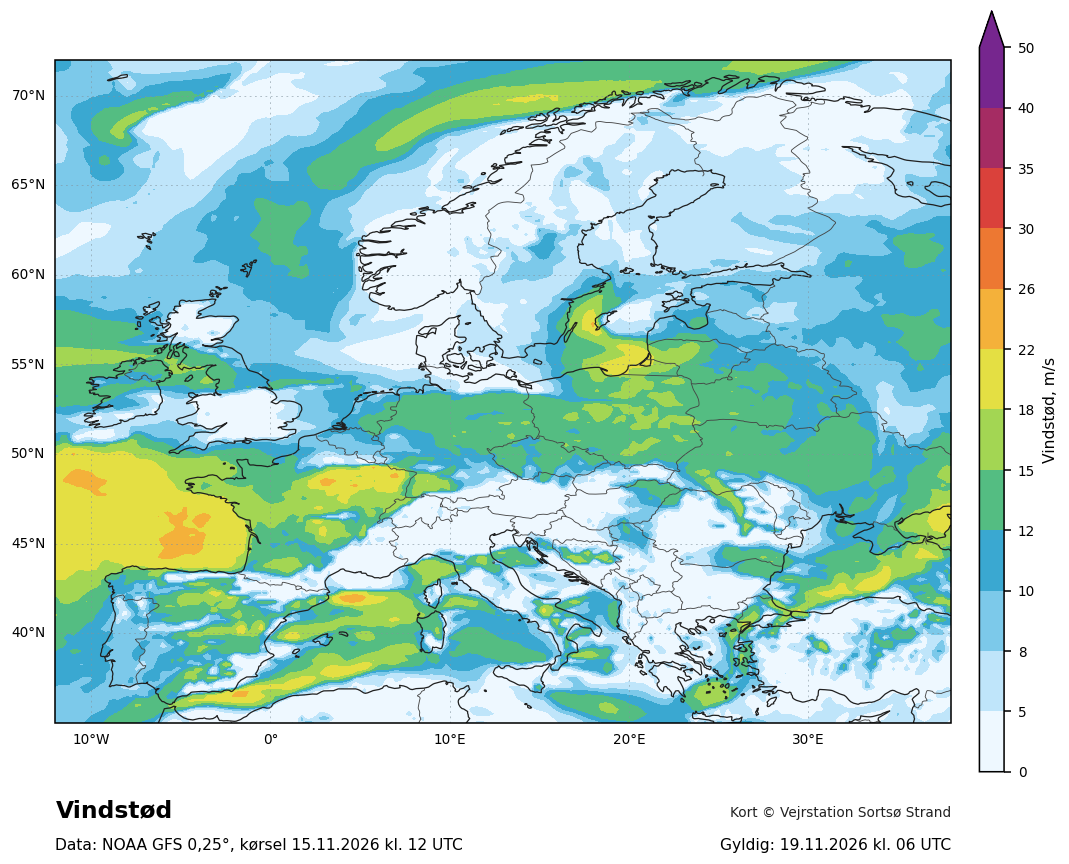 50
40
35
30
26
22
18
15
12
10
8
5
0
Vindstød, m/s
70°N
65°N
60°N
55°N
50°N
45°N
40°N
10°W
0°
10°E
20°E
30°E
Vindstød
Kort © Vejrstation Sortsø Strand
Data: NOAA GFS 0,25°, kørsel 15.11.2026 kl. 12 UTC
Gyldig: 19.11.2026 kl. 06 UTC